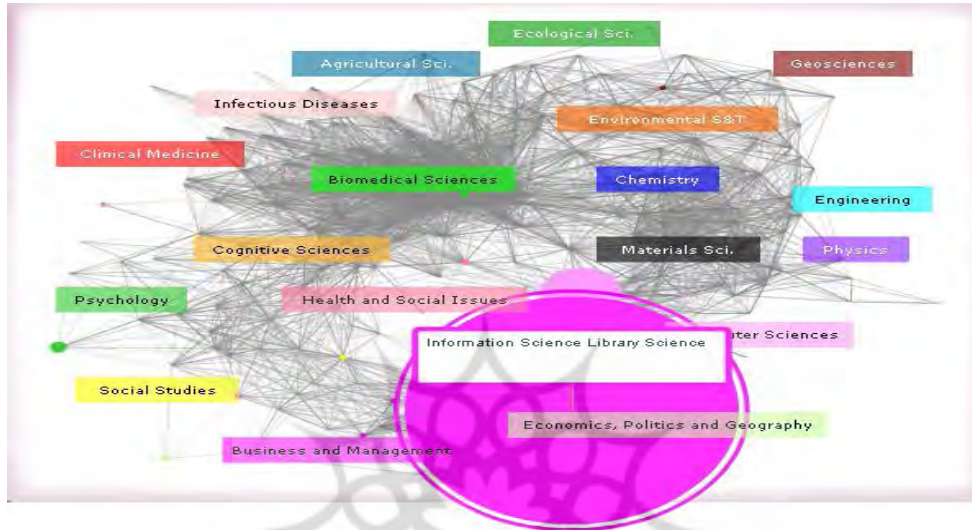 Ecological Sci.
Agricultural Sci.
Geosciences
Infectious Diseases
Environmental S&T
Clinical Medicine
Biomedical Sciences
Chemistry
Engineering
Cognitive Sciences
Materials Sci.
Physics
Psychology
Health and Social Issues
Information Science Library Science
uter Sciences
Social Studies
Economics, Politics and Geography
Business and Management